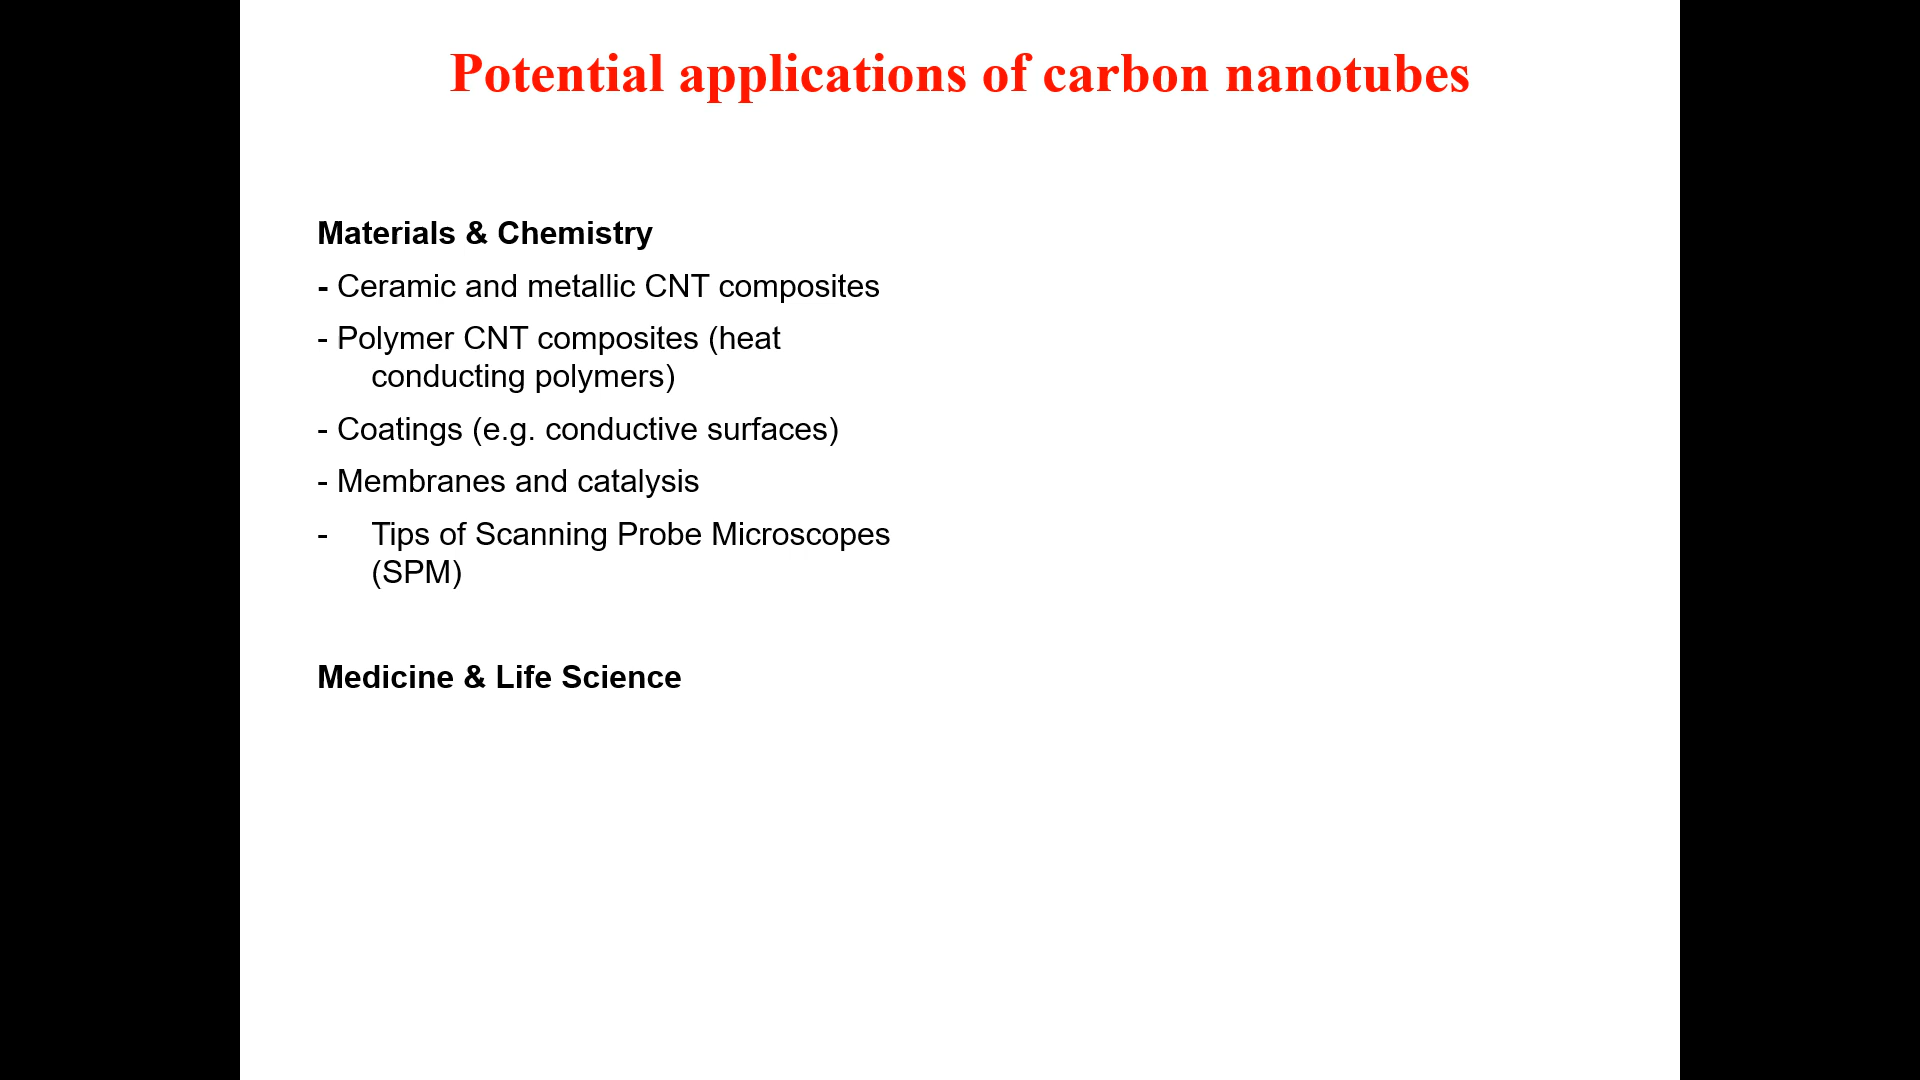 Potential applications of carbon nanotubes
Materials & Chemistry
- Ceramic and metallic CNT composites
- Polymer CNT composites (heat
conducting polymers)
- Coatings (e.g. conductive surfaces)
- Membranes and catalysis
- Tips of Scanning Probe Microscopes
(SPM)
Medicine & Life Science